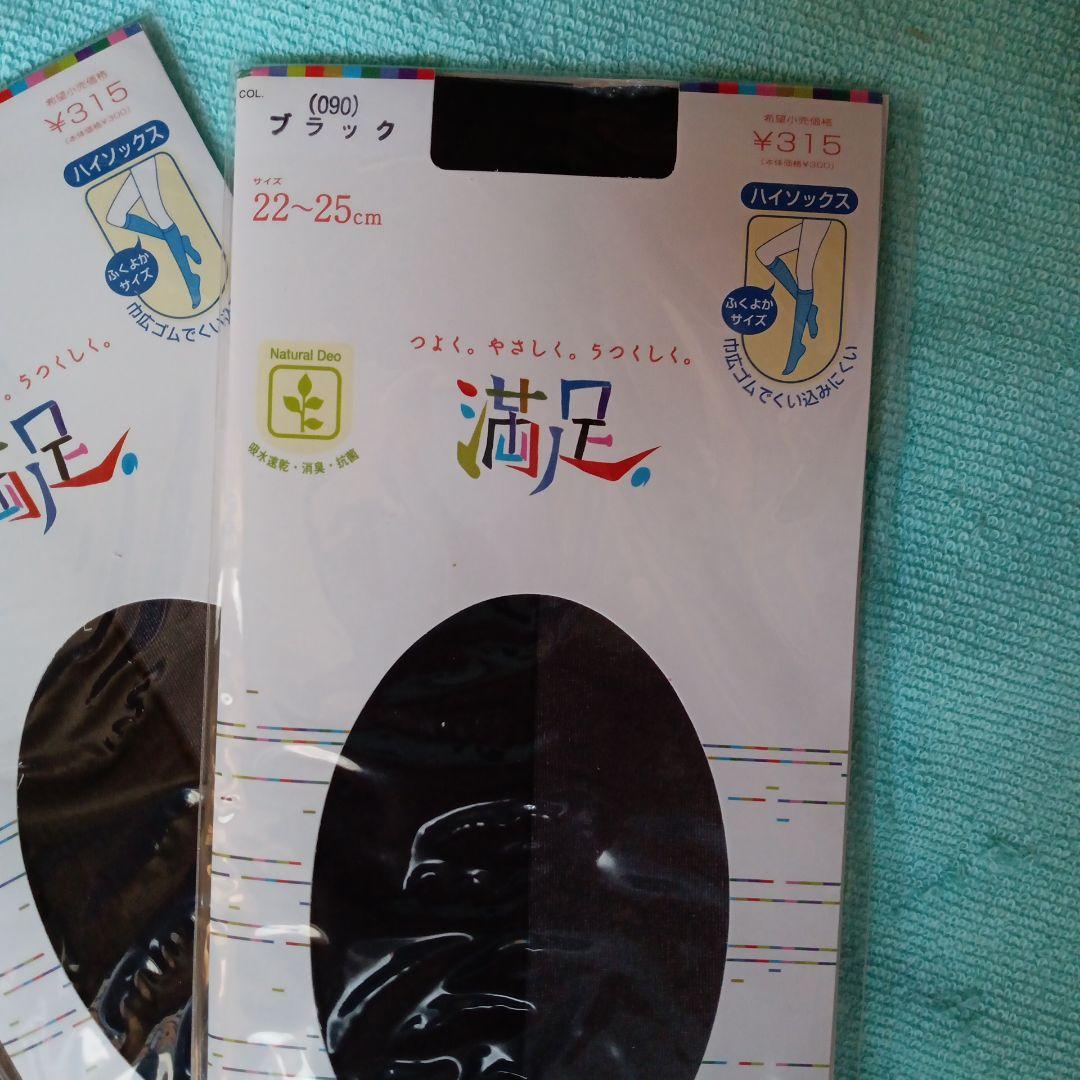 希望小売価格
¥315
(本体価格¥300)
ハイソックス
ふくよか
サイズ
巾広ゴムでくい込
。うつくしく。
満足.
COL.
(090)
ブラック
サイズ
22～25cm
希望小売価格
¥315
(本体価格¥300)
ハイソックス
ふくよか
サイズ
巾広ゴムでくい込みにくい
Natural Deo
吸水速乾・消臭・抗菌
つよく。やさしく。うつくしく。
満足.